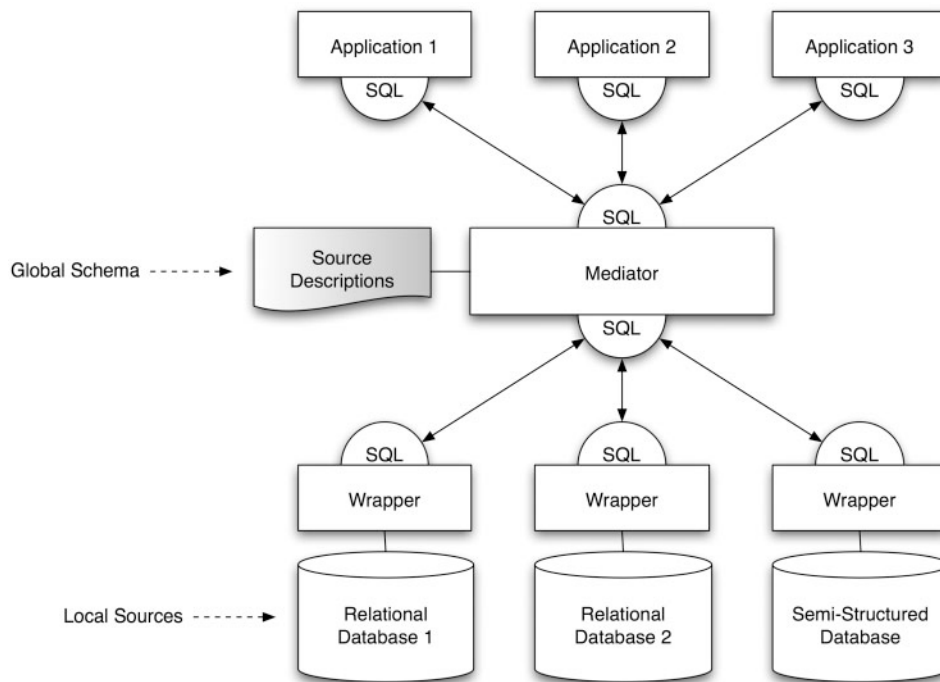 Application 1
Application 2
Application 3
SQL
SQL
SQL
SQL
Global Schema
Source
Descriptions
Mediator
SQL
SQL
SQL
SQL
Wrapper
Wrapper
Wrapper
Local Sources
Relational
Database 1
Relational
Database 2
Semi-Structured
Database